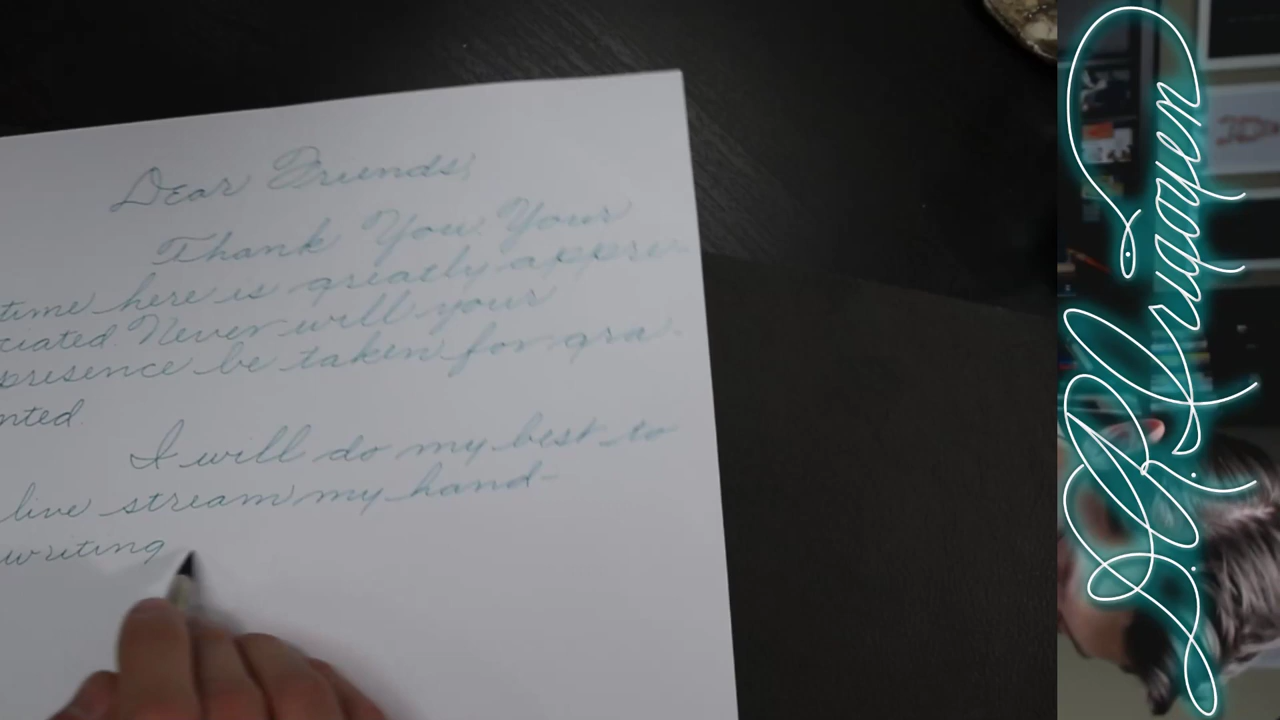 Dear Friends,
Thank You. Your
time here is greatly appre-
ciated. Never will your
presence be taken for gra-
nted.
I will do my best to
live stream my hand-
writing